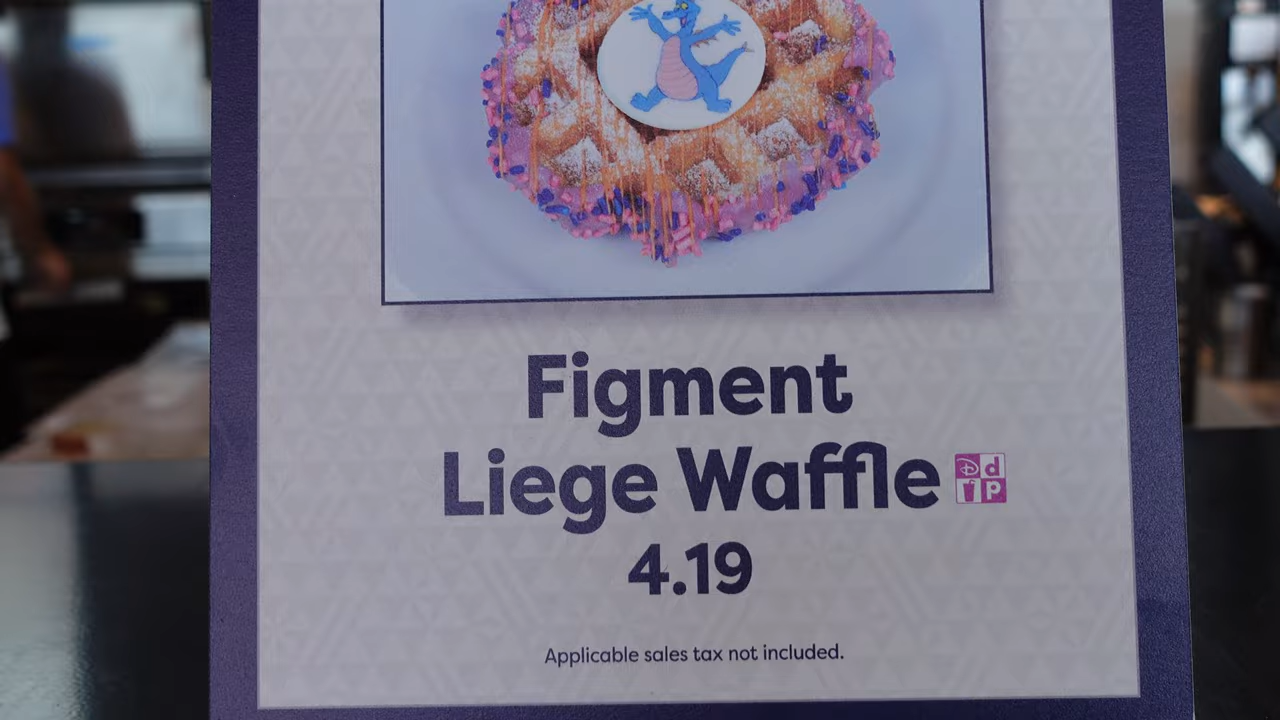 Figment
Liege Waffle
D d
P
4.19
Applicable sales tax not included.